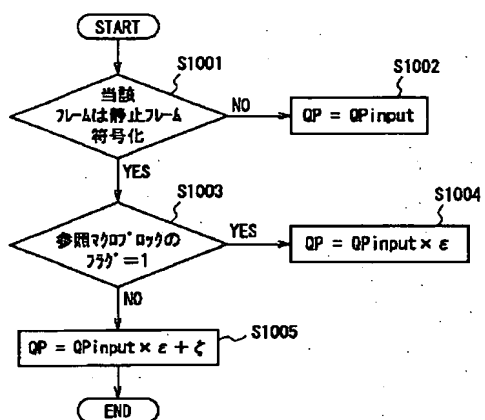 START
S1001
当該
フレームは静止フレーム
符号化
NO
S1002
QP = QPinput
YES
S1003
参照マクロブロックの
フラグ=1
YES
S1004
QP = QPinput × ε
NO
S1005
QP = QPinput × ε + ζ
END